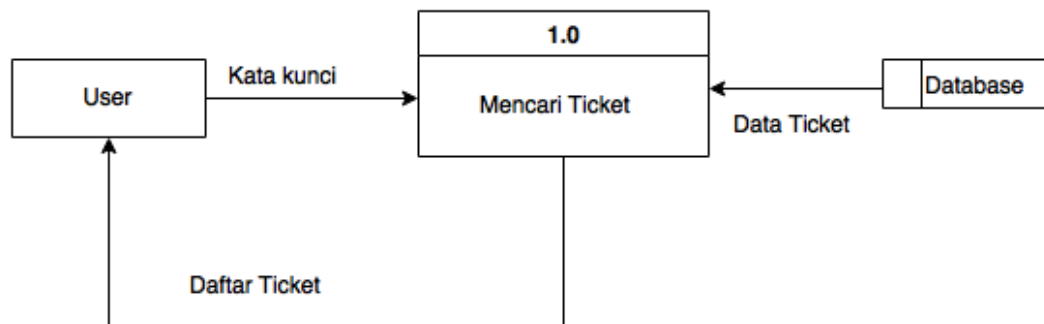 1.0
Kata kunci
User
Mencari Ticket
Database
Data Ticket
Daftar Ticket